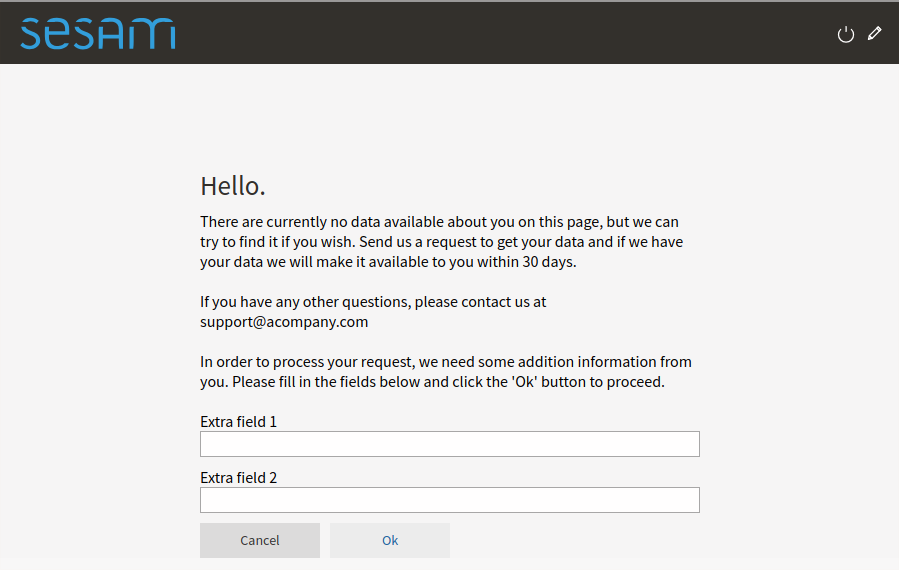 sesam
Hello.
There are currently no data available about you on this page, but we can
try to find it if you wish. Send us a request to get your data and if we have
your data we will make it available to you within 30 days.
If you have any other questions, please contact us at
support@acompany.com
In order to process your request, we need some addition information from
you. Please fill in the fields below and click the 'Ok' button to proceed.
Extra field 1
Extra field 2
Cancel Ok